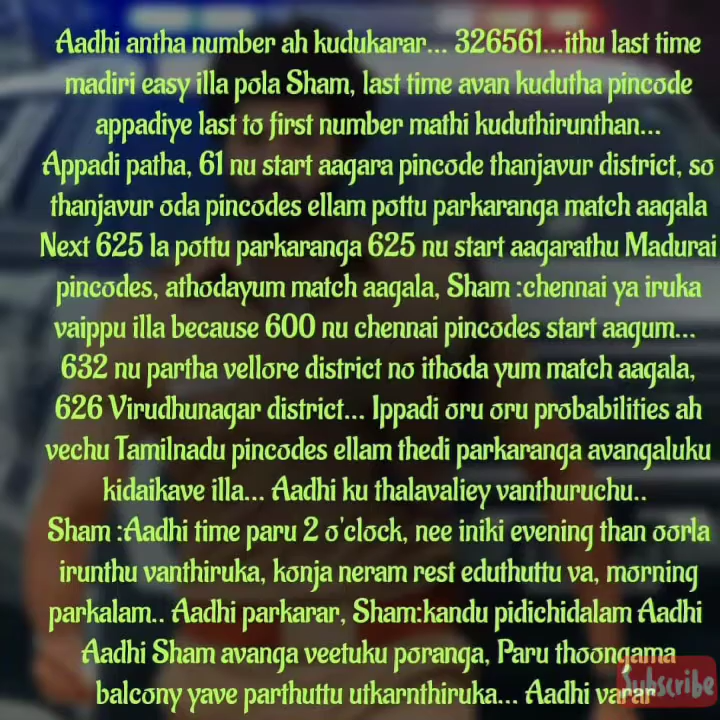 Aadhi antha number ah kudukarar... 326561...ithu last time
madiri easy illa pola Sham, last time avan kudutha pincode
appadiye last to first number mathi kuduthirunthan...
Appadi patha, 61 nu start aagara pincode thanjavur district, so
thanjavur oda pincodes ellam pottu parkaranga match aagala
Next 625 la pottu parkaranga 625 nu start aagarathu Madurai
pincodes, athodayum match aagala, Sham :chennai ya iruka
vaippu illa because 600 nu chennai pincodes start aagum...
632 nu partha vellore district no ithoda yum match aagala,
626 Virudhunagar district... Ippadi oru oru probabilities ah
vechu Tamilnadu pincodes ellam thedi parkaranga avangaluku
kidaikave illa... Aadhi ku thalavaliey vanthuruchu..
Sham :Aadhi time paru 2 o'clock, nee iniki evening than oorla
irunthu vanthiruka, konja neram rest eduthuttu va, morning
parkalam.. Aadhi parkarar, Sham:kandu pidichidalam Aadhi
Aadhi Sham avanga veetuku poranga, Paru thoongama
balcony yave parthuttu utkarnthiruka... Aadhi varar
Subscribe